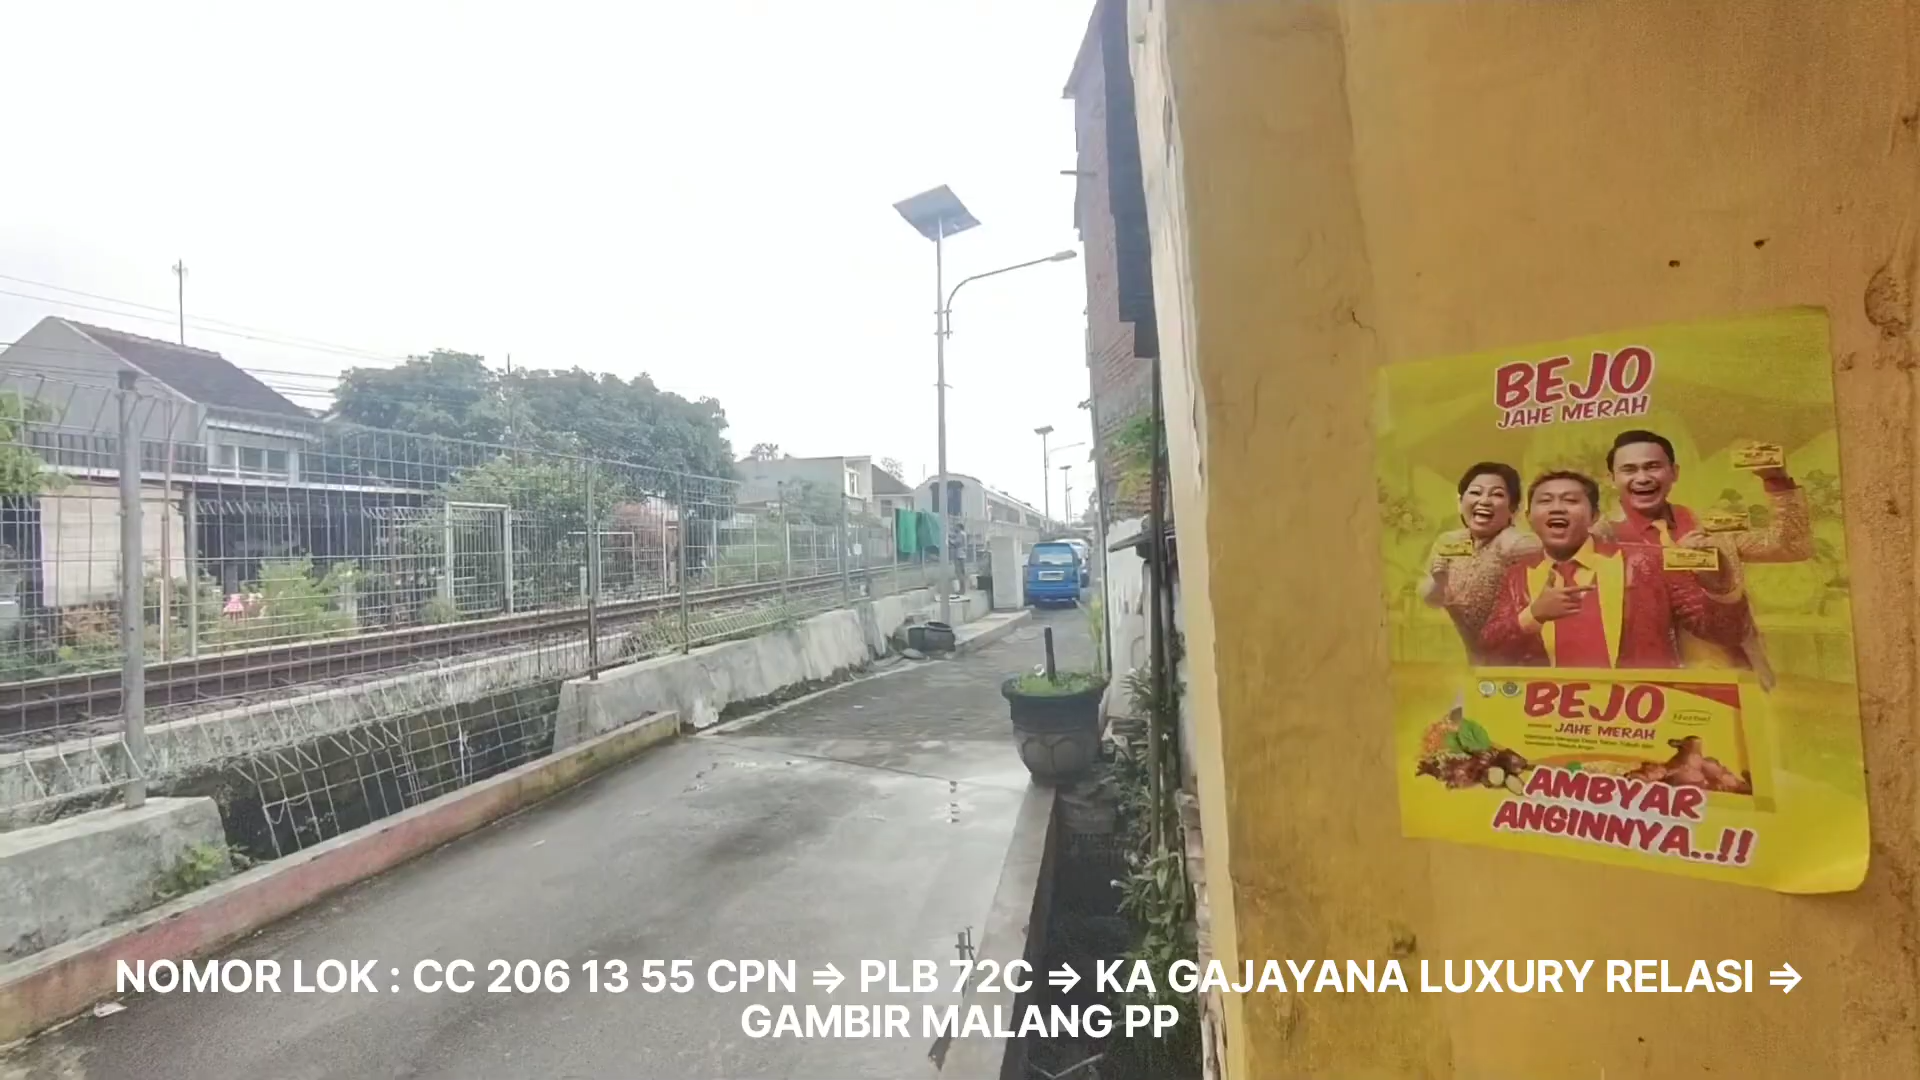 BEJO
JAHE MERAH
BEJO
JAHE MERAH
Herbal
AMBYAR
ANGINNYA..!!
NOMOR LOK : CC 206 13 55 CPN ⇒ PLB 72C ⇒ KA GAJAYANA LUXURY RELASI ⇒
GAMBIR MALANG PP